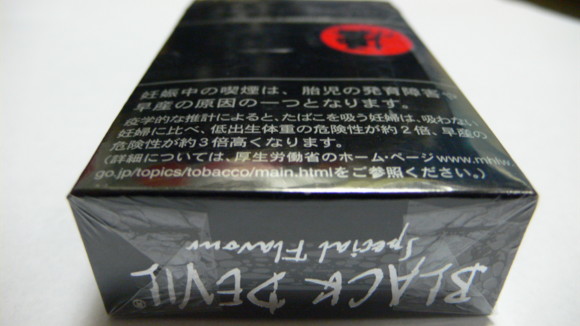 妊娠中の喫煙は、胎児の発育障害や
早産の原因の一つとなります。
疫学的な推計によると、たばこを吸う妊婦は、吸わない
妊婦に比べ、低出生体重の危険性が約2倍、早産の
危険性が約3倍高くなります。
(詳細については、厚生労働省のホーム・ページwww.mhlw.
go.jp/topics/tobacco/main.htmlをご参照ください。)
BLACK DEVIL®
Special Flavour